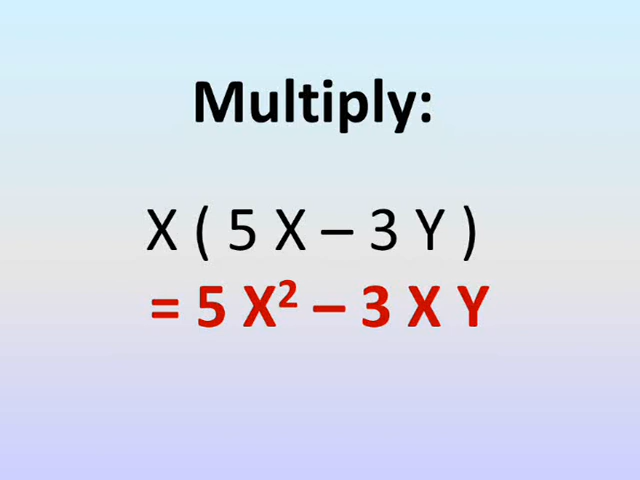 Multiply:
X ( 5 X – 3 Y )
= 5 X² – 3 X Y